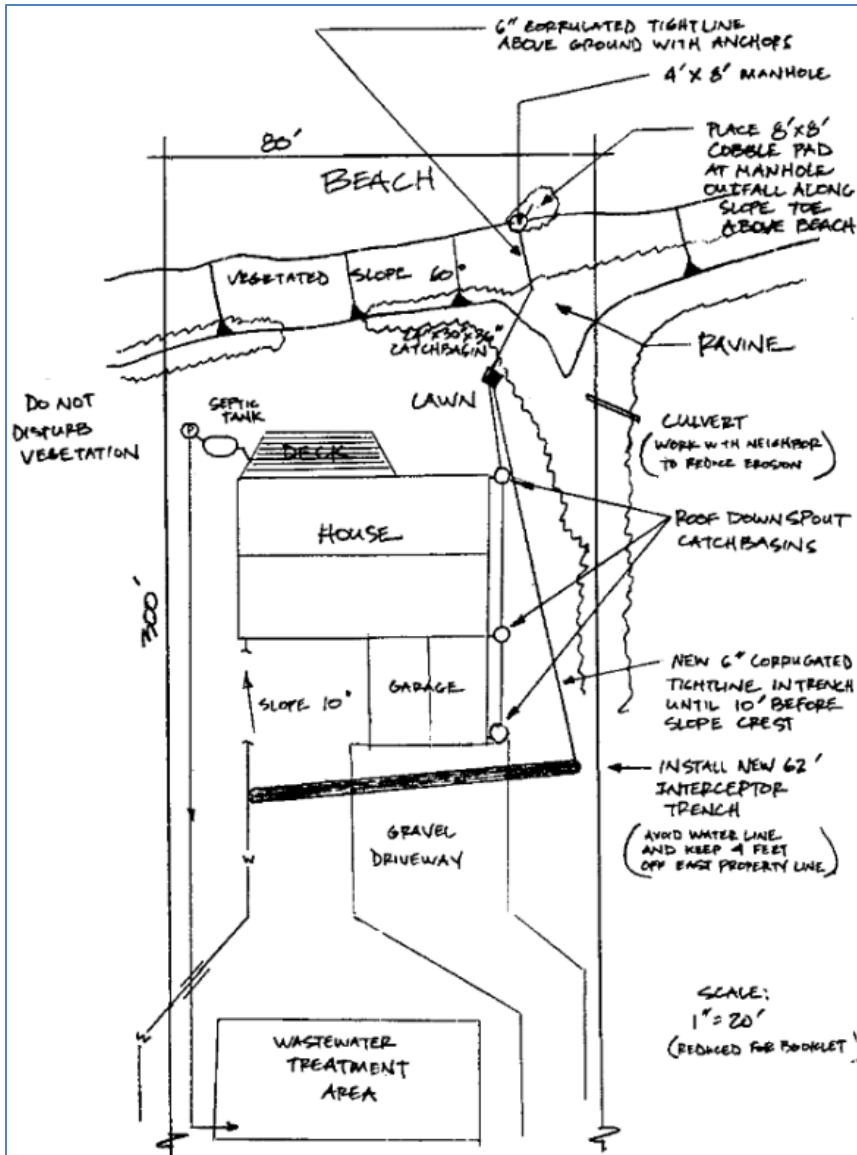 6" CORRULATED TIGHTLINE
ABOVE GROUND WITH ANCHORS
4' X 8' MANHOLE
80'
PLACE 8'X8'
COBBLE PAD
AT MANHOLE
OUTFALL ALONG
SLOPE TOE
ABOVE BEACH
BEACH
VEGETATED SLOPE 60°
CATCHBASIN
RAVINE
LAWN
DO NOT
DISTURB
VEGETATION
P
SEPTIC
TANK
DECK
CULVERT
(WORK WITH NEIGHBOR
TO REDUCE EROSION)
HOUSE
ROOF DOWNSPOUT
CATCHBASINS
300'
SLOPE 10°
GARAGE
NEW 6" CORRUGATED
TIGHTLINE IN TRENCH
UNTIL 10' BEFORE
SLOPE CREST
INSTALL NEW 62'
INTERCEPTOR
TRENCH
(AVOID WATER LINE
AND KEEP 4 FEET
OFF EAST PROPERTY LINE)
GRAVEL
DRIVEWAY
W
W
SCALE:
1" = 20'
(REDUCED FOR BOOKLET)
WASTEWATER
TREATMENT
AREA